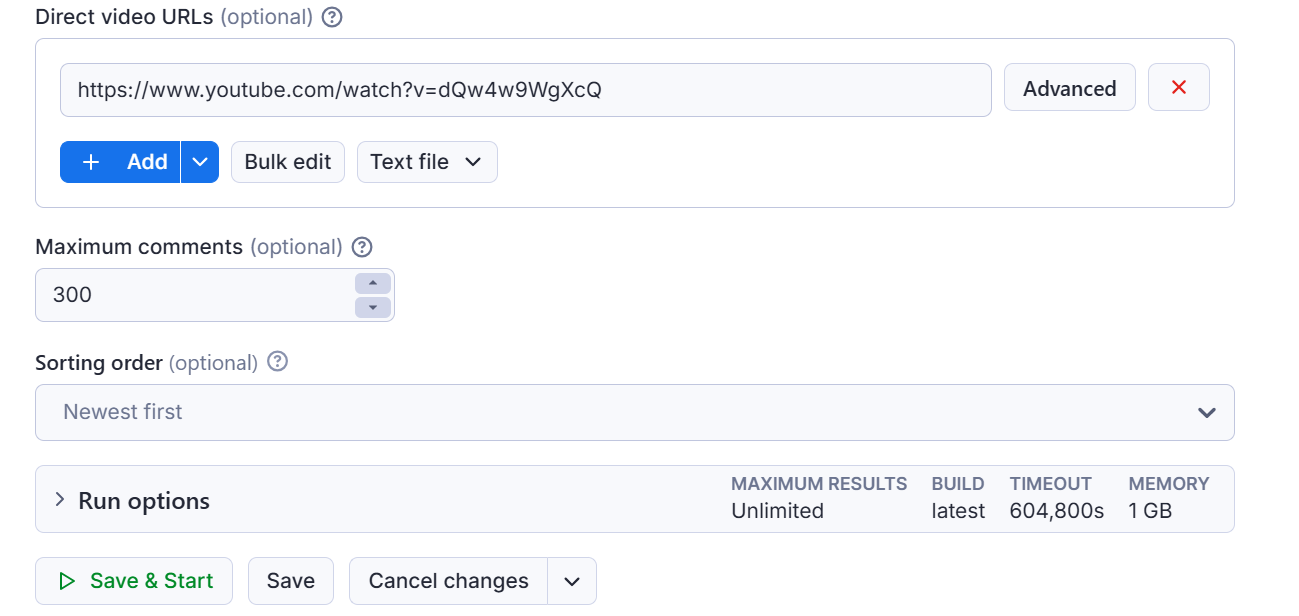 Direct video URLs (optional) ?
https://www.youtube.com/watch?v=dQw4w9WgXcQ Advanced
+ Add Bulk edit Text file
Maximum comments (optional) ?
300
Sorting order (optional) ?
Newest first
Run options
MAXIMUM RESULTS BUILD TIMEOUT MEMORY
Unlimited latest 604,800s 1 GB
Save & Start Save Cancel changes